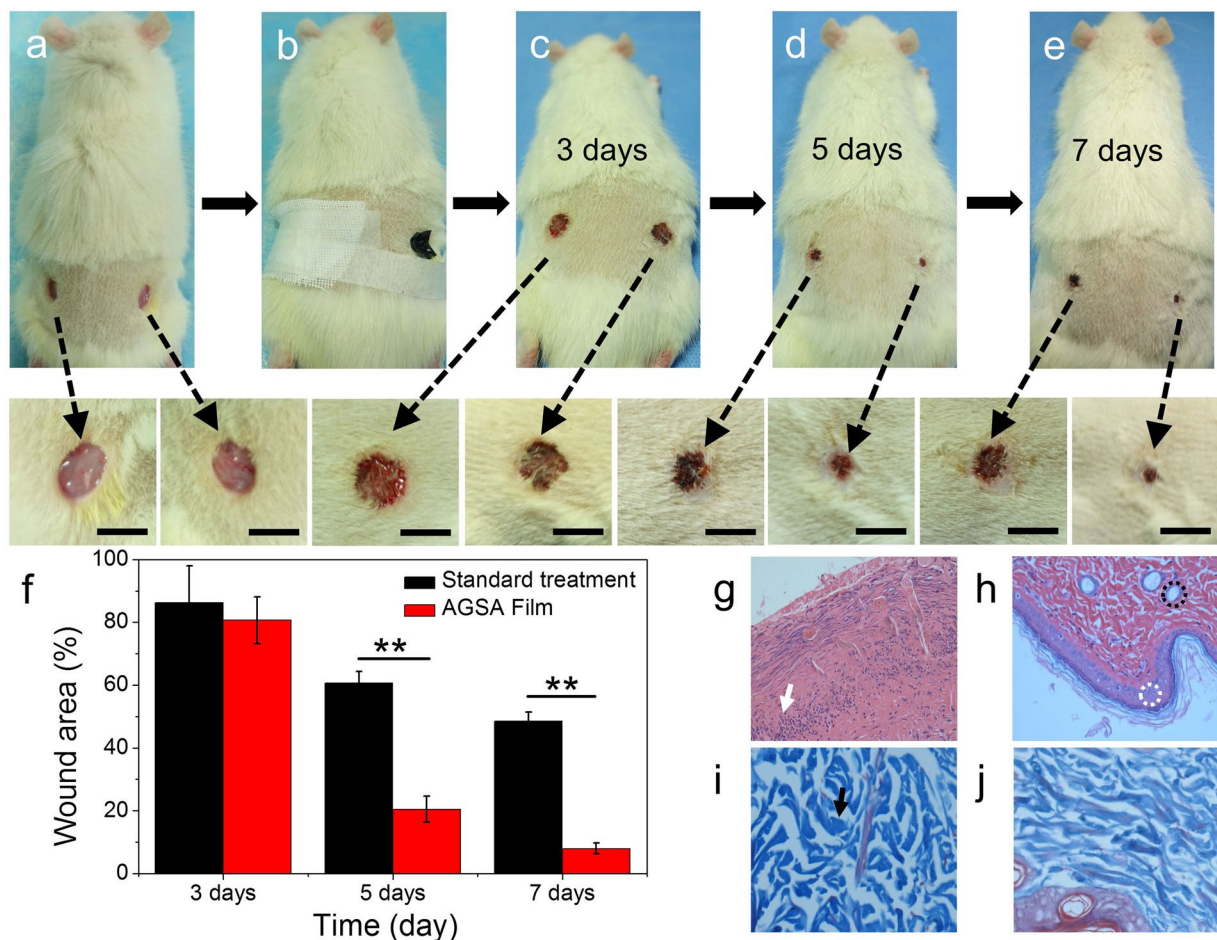 a
b
c
d
e
3 days
5 days
7 days
f
Standard treatment
AGSA Film
**
**
Wound area (%)
100
80
60
40
20
0
3 days
5 days
7 days
Time (day)
g
h
i
j